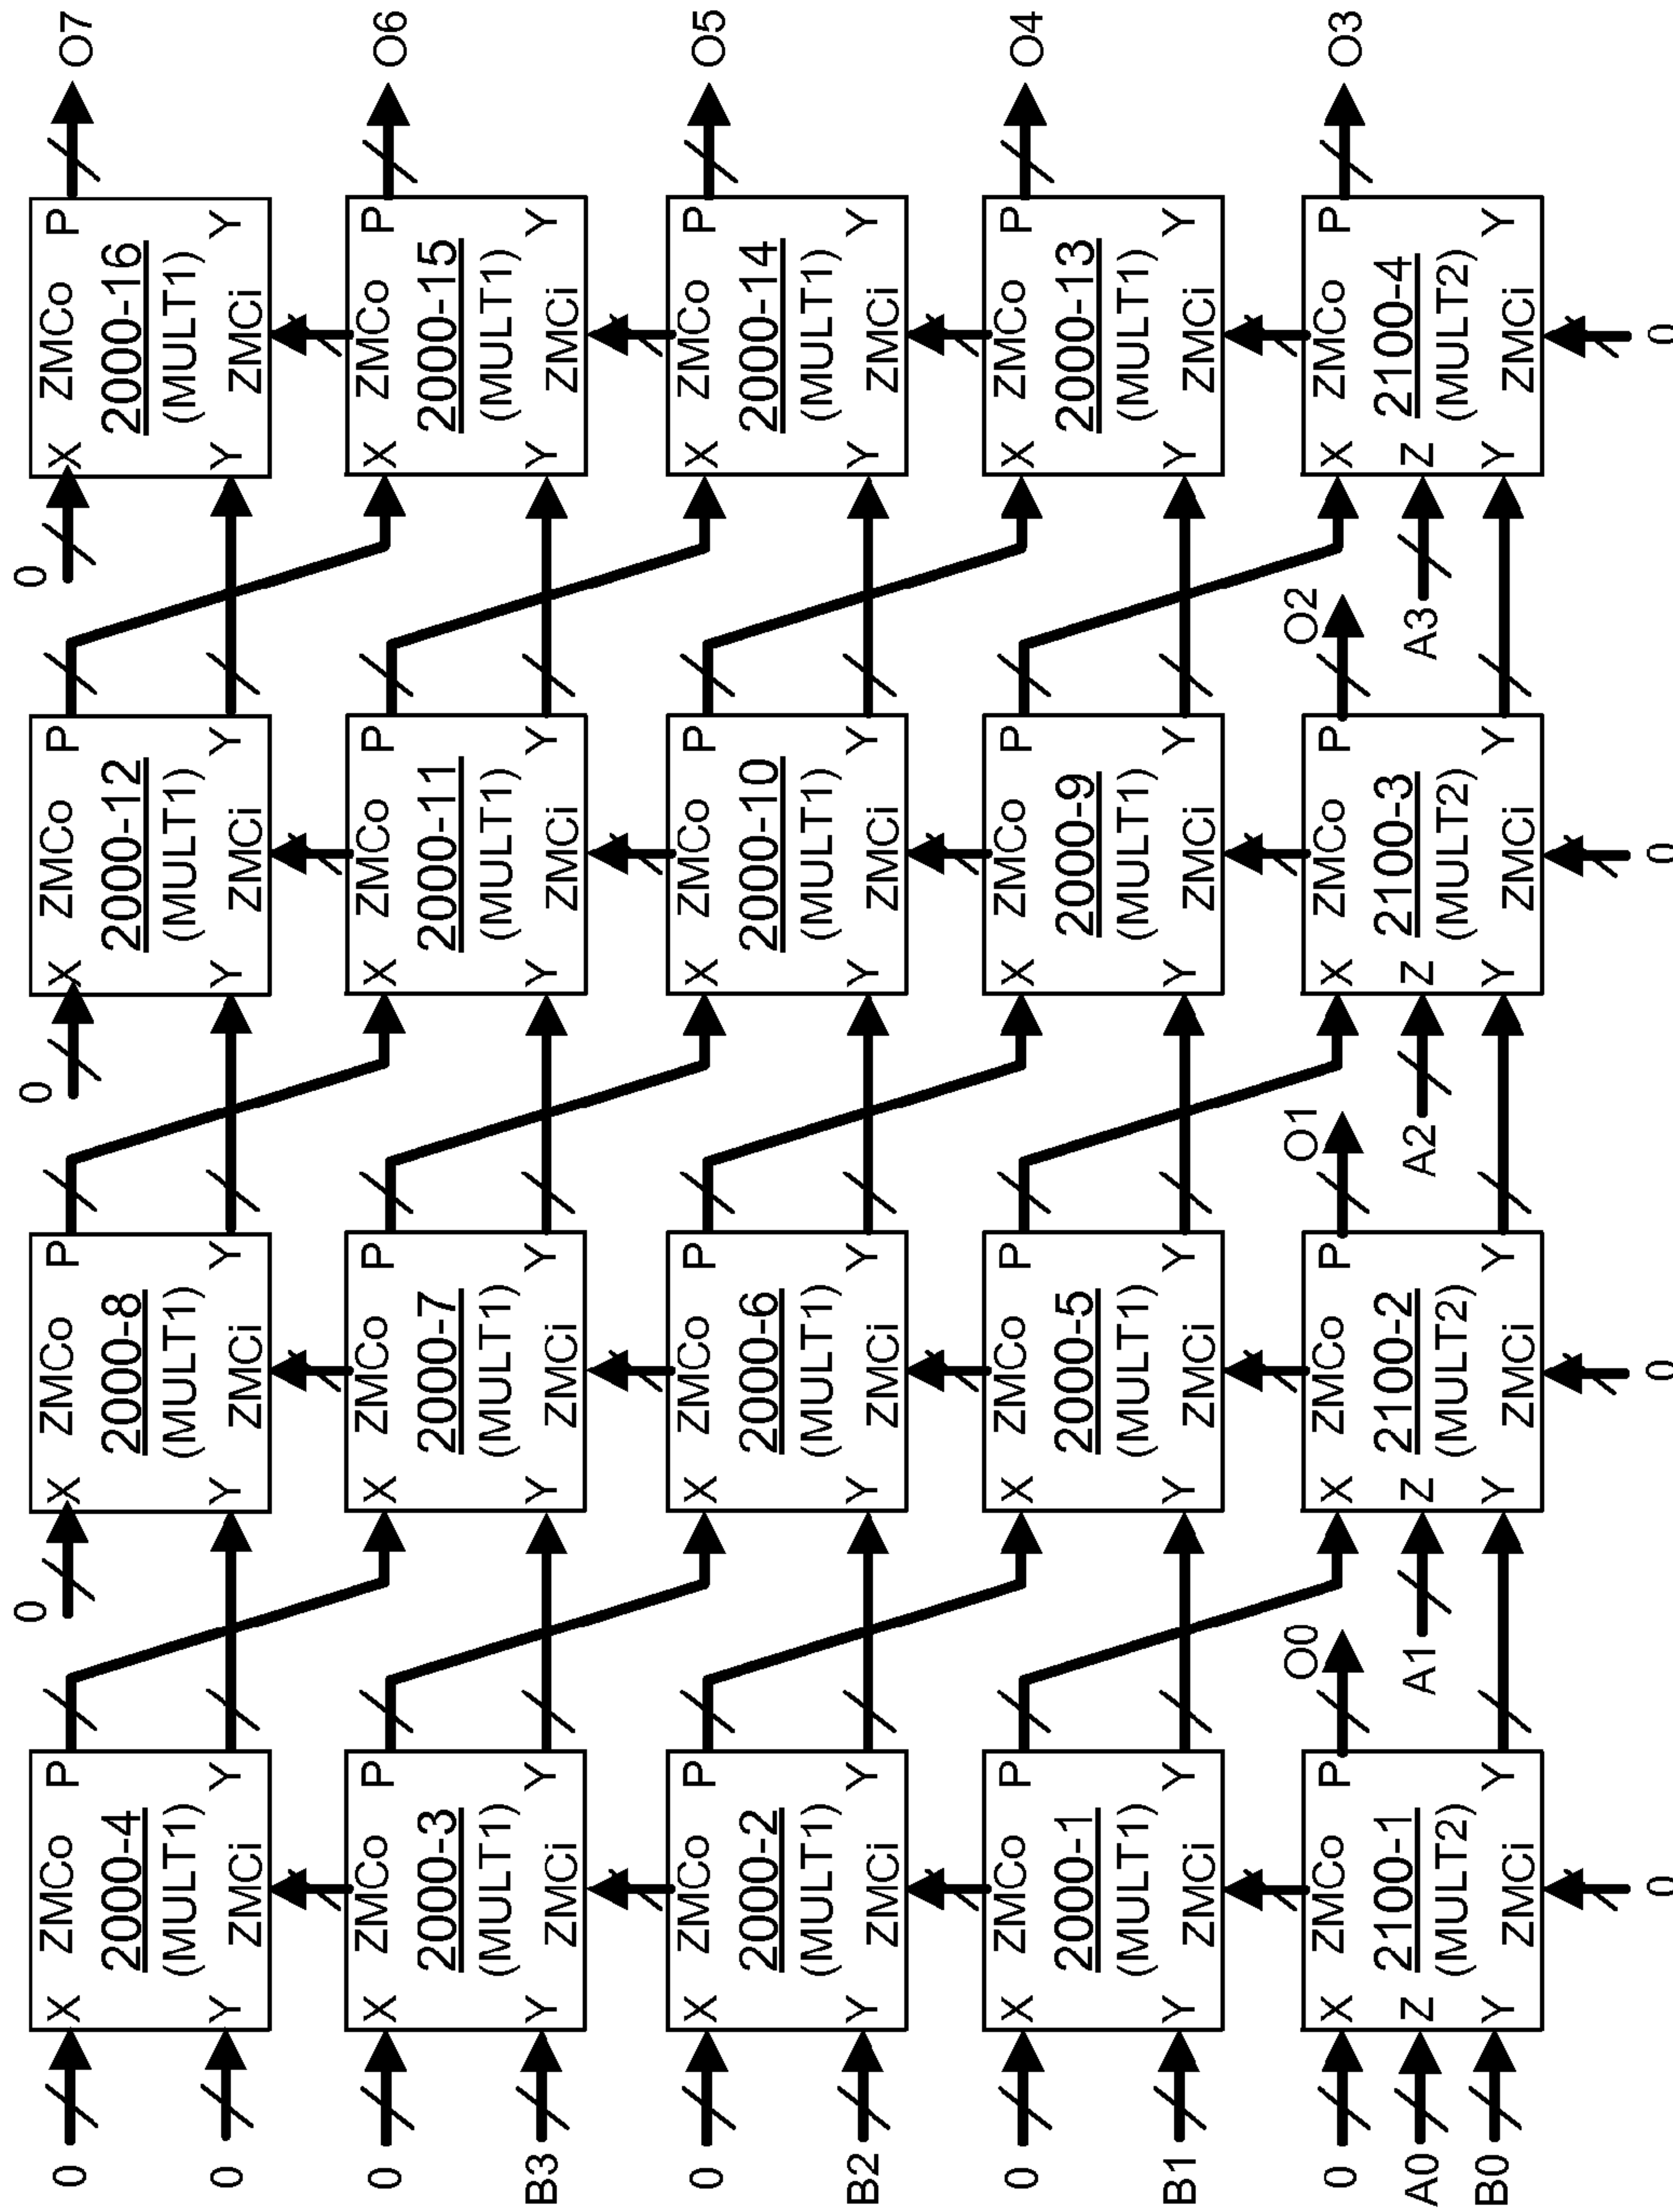 0 0 0
0 X ZMCo P X ZMCo P X ZMCo P X ZMCo P O7
2000-4 2000-8 2000-12 2000-16
(MULT1) (MULT1) (MULT1) (MULT1)
0 Y ZMCi Y Y ZMCi Y Y ZMCi Y Y ZMCi Y
0 X ZMCo P X ZMCo P X ZMCo P X ZMCo P O6
2000-3 2000-7 2000-11 2000-15
(MULT1) (MULT1) (MULT1) (MULT1)
B3 Y ZMCi Y Y ZMCi Y Y ZMCi Y Y ZMCi Y
0 X ZMCo P X ZMCo P X ZMCo P X ZMCo P O5
2000-2 2000-6 2000-10 2000-14
(MULT1) (MULT1) (MULT1) (MULT1)
B2 Y ZMCi Y Y ZMCi Y Y ZMCi Y Y ZMCi Y
0 X ZMCo P X ZMCo P X ZMCo P X ZMCo P O4
2000-1 2000-5 2000-9 2000-13
(MULT1) (MULT1) (MULT1) (MULT1)
B1 Y ZMCi Y Y ZMCi Y Y ZMCi Y Y ZMCi Y
O0 O1 O2
0 X ZMCo P X ZMCo P X ZMCo P X ZMCo P O3
A0 Z 2100-1 A1 Z 2100-2 A2 Z 2100-3 A3 Z 2100-4
(MULT2) (MULT2) (MULT2) (MULT2)
B0 Y ZMCi Y Y ZMCi Y Y ZMCi Y Y ZMCi Y
0 0 0 0